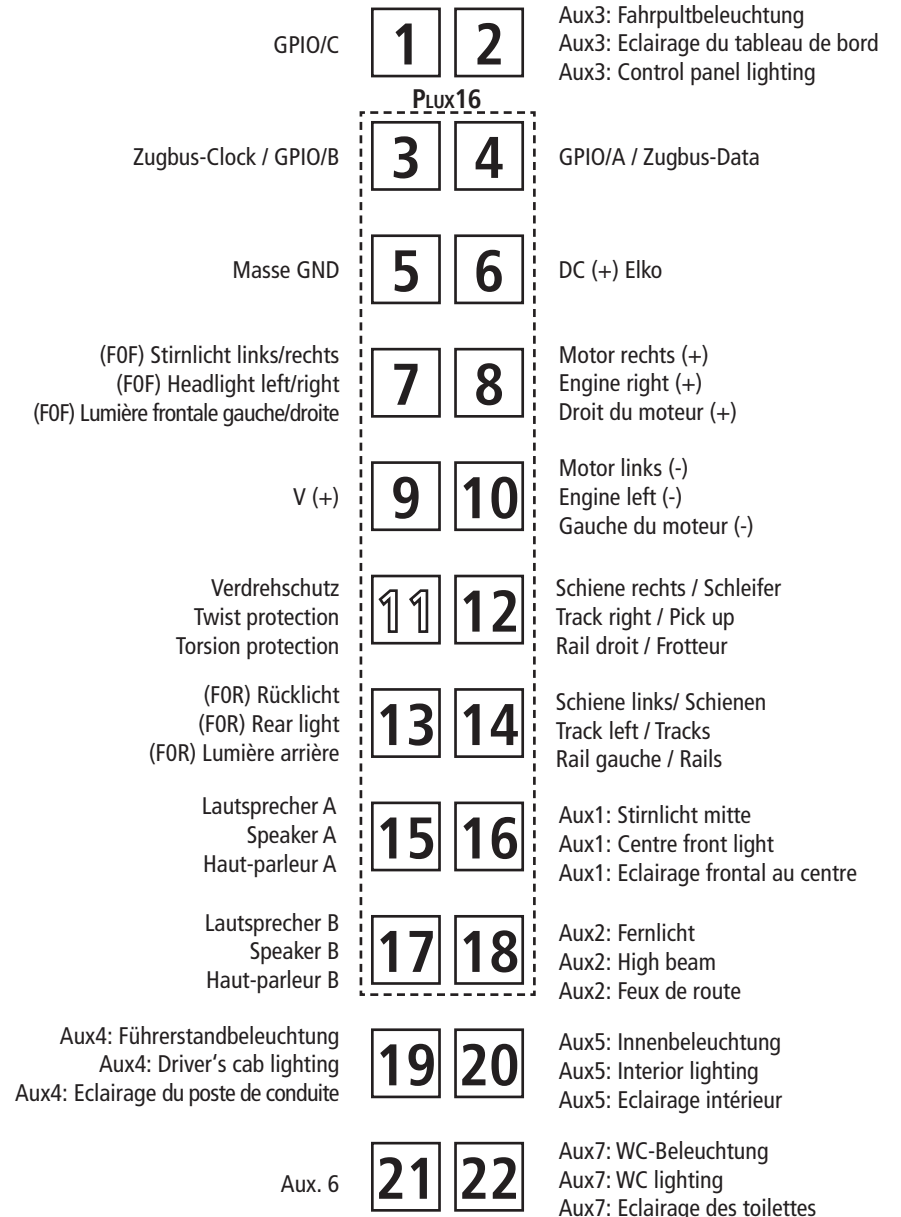 GPIO/C
1 2
Aux3: Fahrpultbeleuchtung
Aux3: Eclairage du tableau de bord
Aux3: Control panel lighting
PLUX16
Zugbus-Clock / GPIO/B
3 4
GPIO/A / Zugbus-Data
Masse GND
5 6
DC (+) Elko
(F0F) Stirnlicht links/rechts
(F0F) Headlight left/right
(F0F) Lumière frontale gauche/droite
7 8
Motor rechts (+)
Engine right (+)
Droit du moteur (+)
V (+)
9 10
Motor links (-)
Engine left (-)
Gauche du moteur (-)
Verdrehschutz
Twist protection
Torsion protection
11 12
Schiene rechts / Schleifer
Track right / Pick up
Rail droit / Frotteur
(F0R) Rücklicht
(F0R) Rear light
(F0R) Lumière arrière
13 14
Schiene links/ Schienen
Track left / Tracks
Rail gauche / Rails
Lautsprecher A
Speaker A
Haut-parleur A
15 16
Aux1: Stirnlicht mitte
Aux1: Centre front light
Aux1: Eclairage frontal au centre
Lautsprecher B
Speaker B
Haut-parleur B
17 18
Aux2: Fernlicht
Aux2: High beam
Aux2: Feux de route
Aux4: Führerstandbeleuchtung
Aux4: Driver‘s cab lighting
Aux4: Eclairage du poste de conduite
19 20
Aux5: Innenbeleuchtung
Aux5: Interior lighting
Aux5: Eclairage intérieur
Aux. 6
21 22
Aux7: WC-Beleuchtung
Aux7: WC lighting
Aux7: Eclairage des toilettes